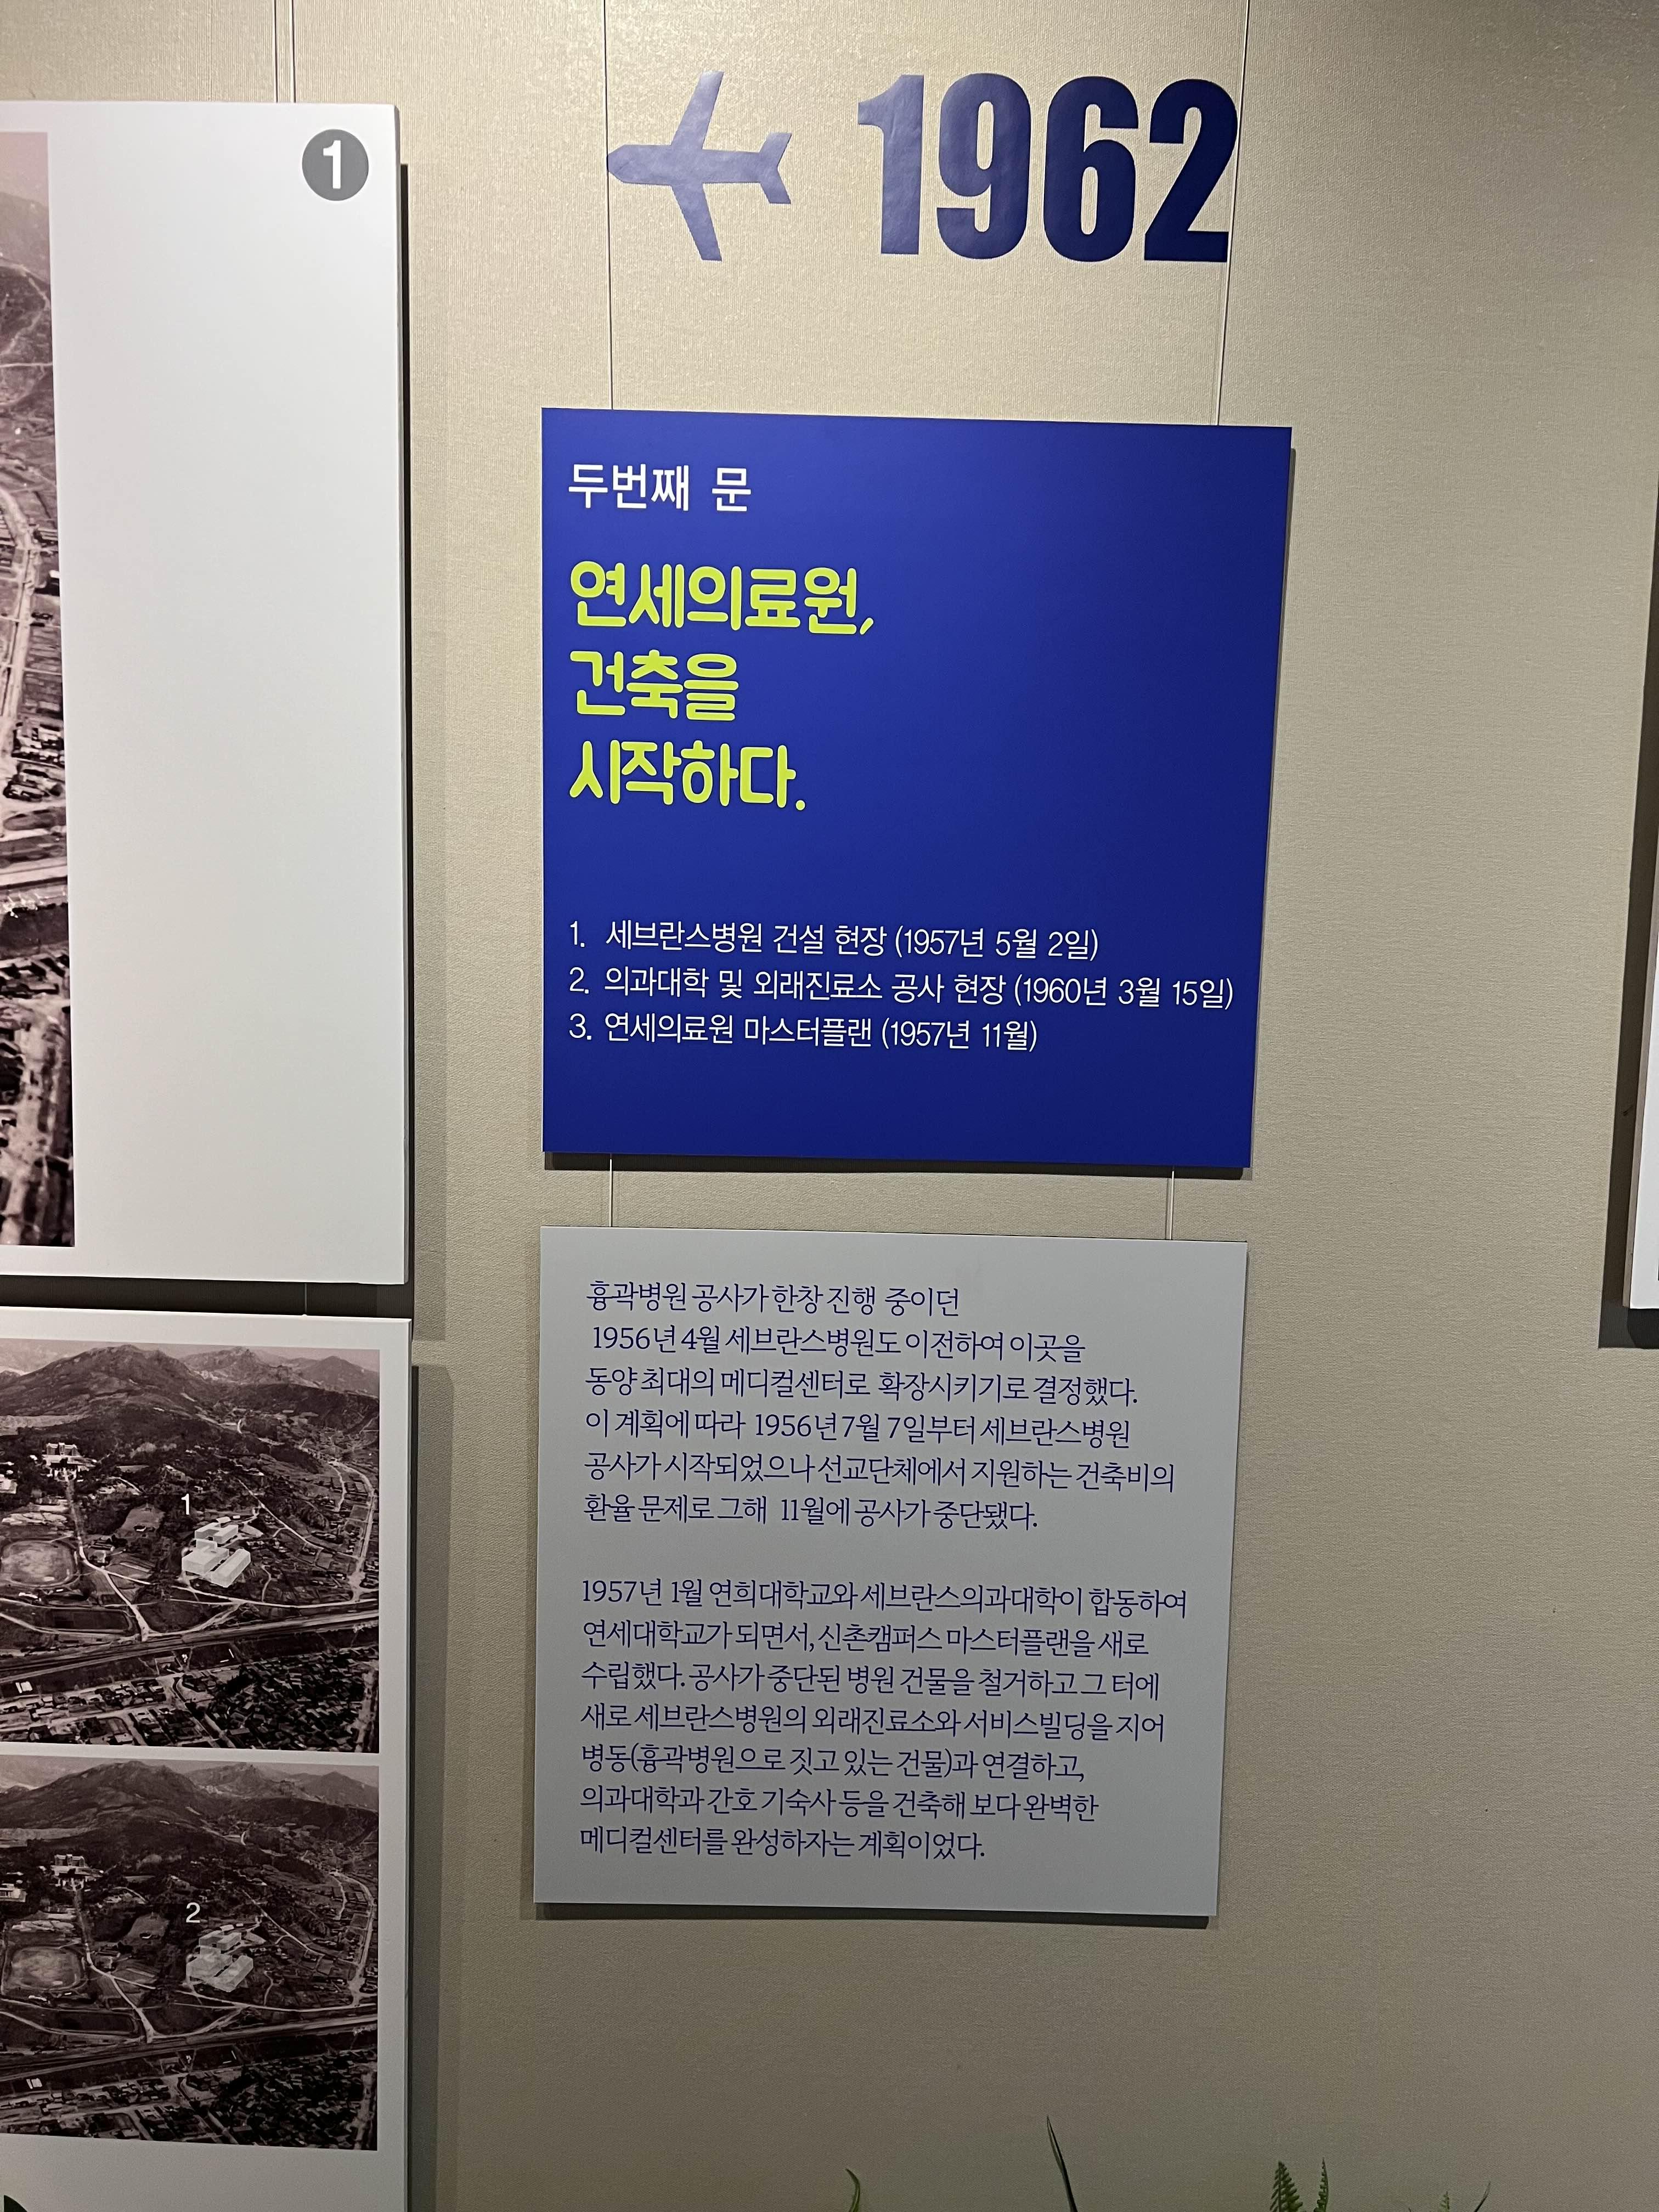 1
1962
두번째 문
연세의료원,
건축을
시작하다.
1. 세브란스병원 건설 현장 (1957년 5월 2일)
2. 의과대학 및 외래진료소 공사 현장 (1960년 3월 15일)
3. 연세의료원 마스터플랜 (1957년 11월)
흉곽병원 공사가 한창 진행 중이던
1956년 4월 세브란스병원도 이전하여 이곳을
동양 최대의 메디컬센터로 확장시키기로 결정했다.
이 계획에 따라 1956년 7월 7일부터 세브란스병원
공사가 시작되었으나 선교단체에서 지원하는 건축비의
환율 문제로 그해 11월에 공사가 중단됐다.
1957년 1월 연희대학교와 세브란스의과대학이 합동하여
연세대학교가 되면서, 신촌캠퍼스 마스터플랜을 새로
수립했다. 공사가 중단된 병원 건물을 철거하고 그 터에
새로 세브란스병원의 외래진료소와 서비스빌딩을 지어
병동(흉곽병원으로 짓고 있는 건물)과 연결하고,
의과대학과 간호 기숙사 등을 건축해 보다 완벽한
메디컬센터를 완성하자는 계획이었다.
1
2